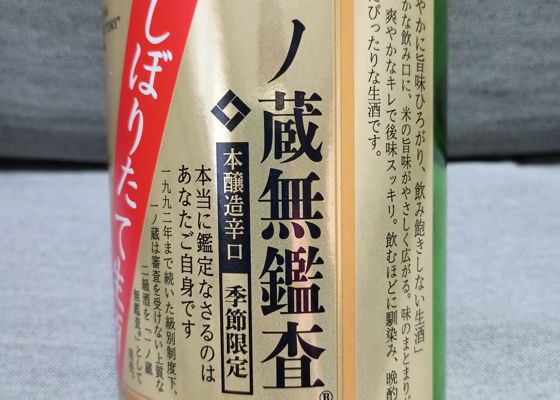 やかに旨味ひろがり、飲み飽きしない生酒」
かな飲み口に、米の旨味がやさしく広がる。味のまとまり
爽やかなキレで後味スッキリ。飲むほどに馴染み、晩酌
にぴったりな生酒です。
ノ蔵無鑑査®
本醸造辛口
季節限定
本当に鑑定なさるのは
あなたご自身です
一九九二年まで続いた級別制度下、
一ノ蔵は審査を受けない上質な
二級酒を「一ノ蔵
無鑑査」として
しぼりたて生